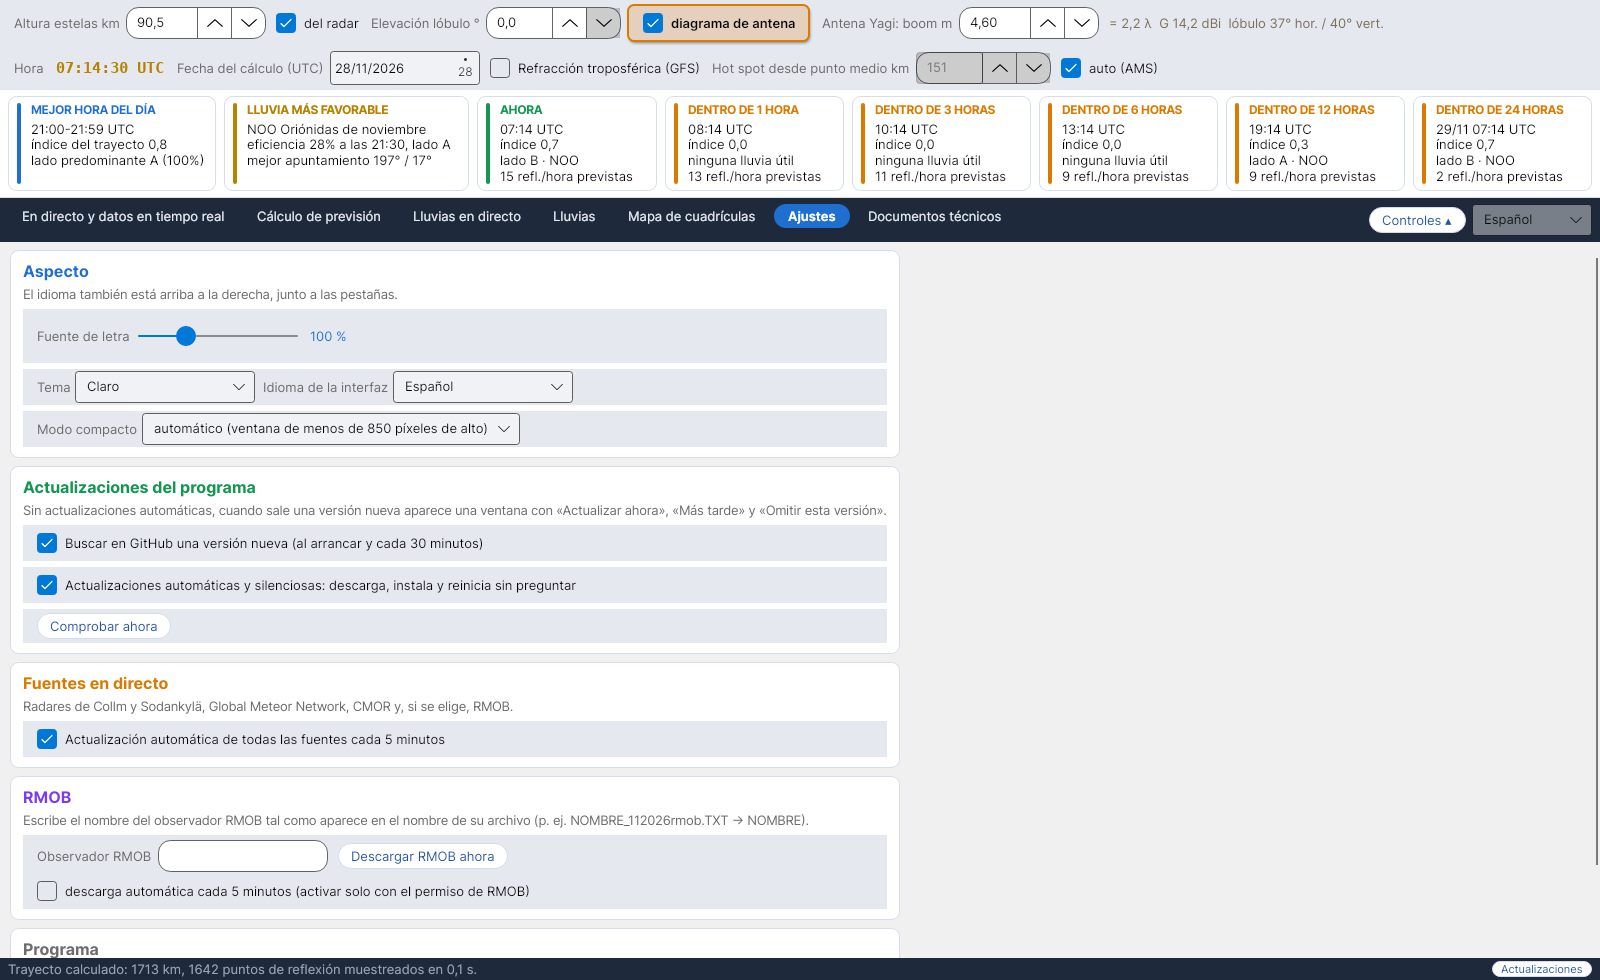 Altura estelas km 90,5 del radar Elevación lóbulo ° 0,0 diagrama de antena Antena Yagi: boom m 4,60 = 2,2 λ G 14,2 dBi lóbulo 37° hor. / 40° vert.
Hora 07:14:30 UTC Fecha del cálculo (UTC) 28/11/2026 28 Refracción troposférica (GFS) Hot spot desde punto medio km 151 auto (AMS)
MEJOR HORA DEL DÍA
21:00-21:59 UTC
índice del trayecto 0,8
lado predominante A (100%)
LLUVIA MÁS FAVORABLE
NOO Oriónidas de noviembre
eficiencia 28% a las 21:30, lado A
mejor apuntamiento 197° / 17°
AHORA
07:14 UTC
índice 0,7
lado B · NOO
15 refl./hora previstas
DENTRO DE 1 HORA
08:14 UTC
índice 0,0
ninguna lluvia útil
13 refl./hora previstas
DENTRO DE 3 HORAS
10:14 UTC
índice 0,0
ninguna lluvia útil
11 refl./hora previstas
DENTRO DE 6 HORAS
13:14 UTC
índice 0,0
ninguna lluvia útil
9 refl./hora previstas
DENTRO DE 12 HORAS
19:14 UTC
índice 0,3
lado A · NOO
9 refl./hora previstas
DENTRO DE 24 HORAS
29/11 07:14 UTC
índice 0,7
lado B · NOO
2 refl./hora previstas
En directo y datos en tiempo real Cálculo de previsión Lluvias en directo Lluvias Mapa de cuadrículas Ajustes Documentos técnicos Controles ▴ Español
Aspecto
El idioma también está arriba a la derecha, junto a las pestañas.
Fuente de letra 100 %
Tema Claro Idioma de la interfaz Español
Modo compacto automático (ventana de menos de 850 píxeles de alto)
Actualizaciones del programa
Sin actualizaciones automáticas, cuando sale una versión nueva aparece una ventana con «Actualizar ahora», «Más tarde» y «Omitir esta versión».
Buscar en GitHub una versión nueva (al arrancar y cada 30 minutos)
Actualizaciones automáticas y silenciosas: descarga, instala y reinicia sin preguntar
Comprobar ahora
Fuentes en directo
Radares de Collm y Sodankylä, Global Meteor Network, CMOR y, si se elige, RMOB.
Actualización automática de todas las fuentes cada 5 minutos
RMOB
Escribe el nombre del observador RMOB tal como aparece en el nombre de su archivo (p. ej. NOMBRE_112026rmob.TXT → NOMBRE).
Observador RMOB Descargar RMOB ahora
descarga automática cada 5 minutos (activar solo con el permiso de RMOB)
Programa
Trayecto calculado: 1713 km, 1642 puntos de reflexión muestreados en 0,1 s. Actualizaciones